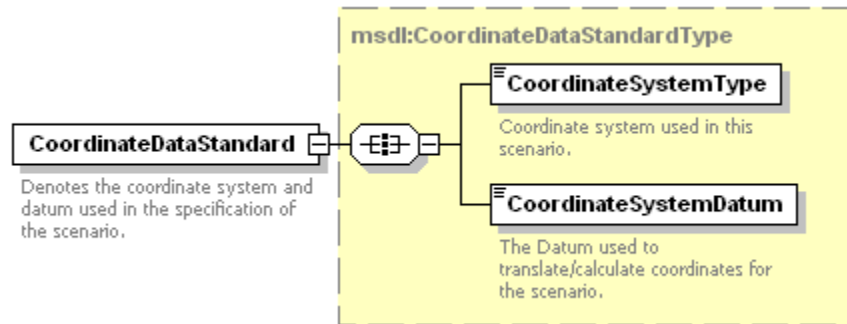 msdl:CoordinateDataStandardType
CoordinateDataStandard
Denotes the coordinate system and
datum used in the specification of
the scenario.
CoordinateSystemType
Coordinate system used in this
scenario.
CoordinateSystemDatum
The Datum used to
translate/calculate coordinates for
the scenario.